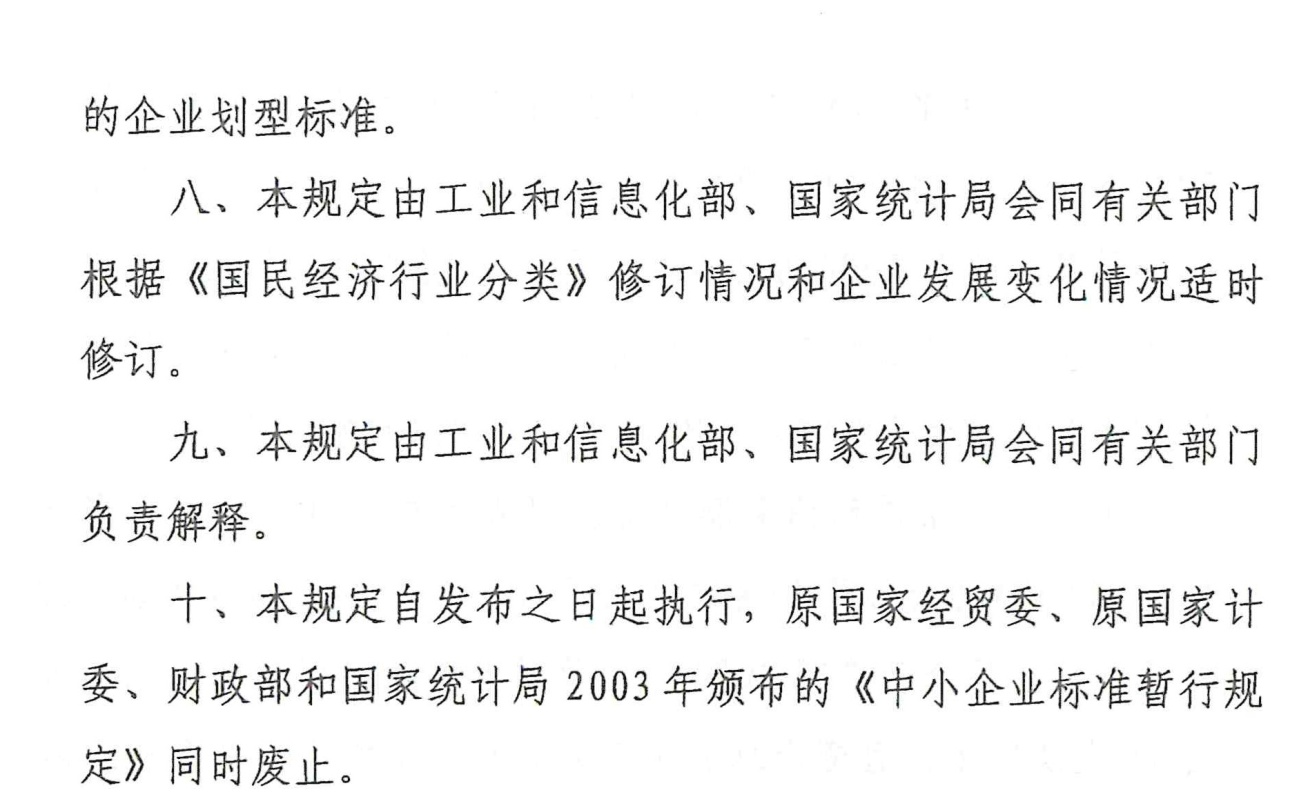 的企业划型标准。
八、本规定由工业和信息化部、国家统计局会同有关部门
根据《国民经济行业分类》修订情况和企业发展变化情况适时
修订。
九、本规定由工业和信息化部、国家统计局会同有关部门
负责解释。
十、本规定自发布之日起执行，原国家经贸委、原国家计
委、财政部和国家统计局 2003 年颁布的《中小企业标准暂行规
定》同时废止。